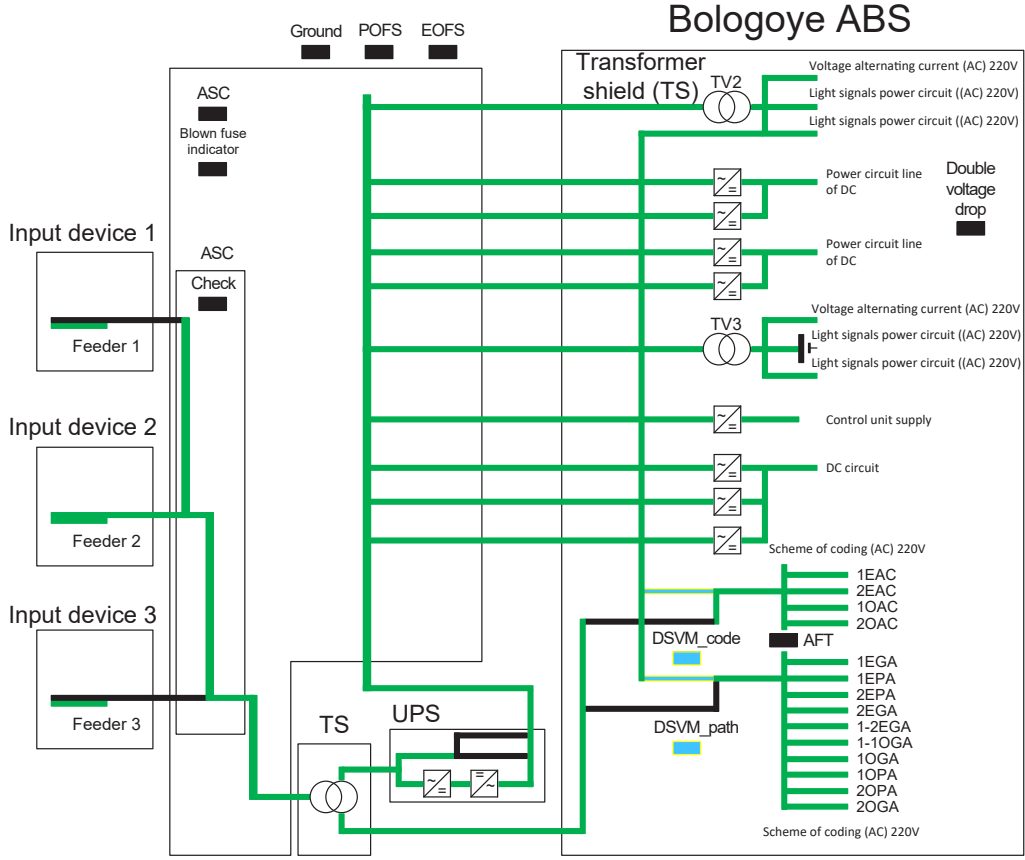 Bologoye ABS
Ground
POFS
EOFS
ASC
Blown fuse
indicator
ASC
Check
Input device 1
Feeder 1
Input device 2
Feeder 2
Input device 3
Feeder 3
TS
UPS
Transformer
shield (TS)
TV2
Voltage alternating current (AC) 220V
Light signals power circuit ((AC) 220V)
Light signals power circuit ((AC) 220V)
Power circuit line
of DC
Double
voltage
drop
Power circuit line
of DC
TV3
Voltage alternating current (AC) 220V
Light signals power circuit ((AC) 220V)
Light signals power circuit ((AC) 220V)
Control unit supply
DC circuit
Scheme of coding (AC) 220V
1EAC
2EAC
1OAC
2OAC
DSVM_code
AFT
1EGA
1EPA
2EPA
2EGA
1-2EGA
1-1OGA
1OGA
1OPA
2OPA
2OGA
DSVM_path
Scheme of coding (AC) 220V